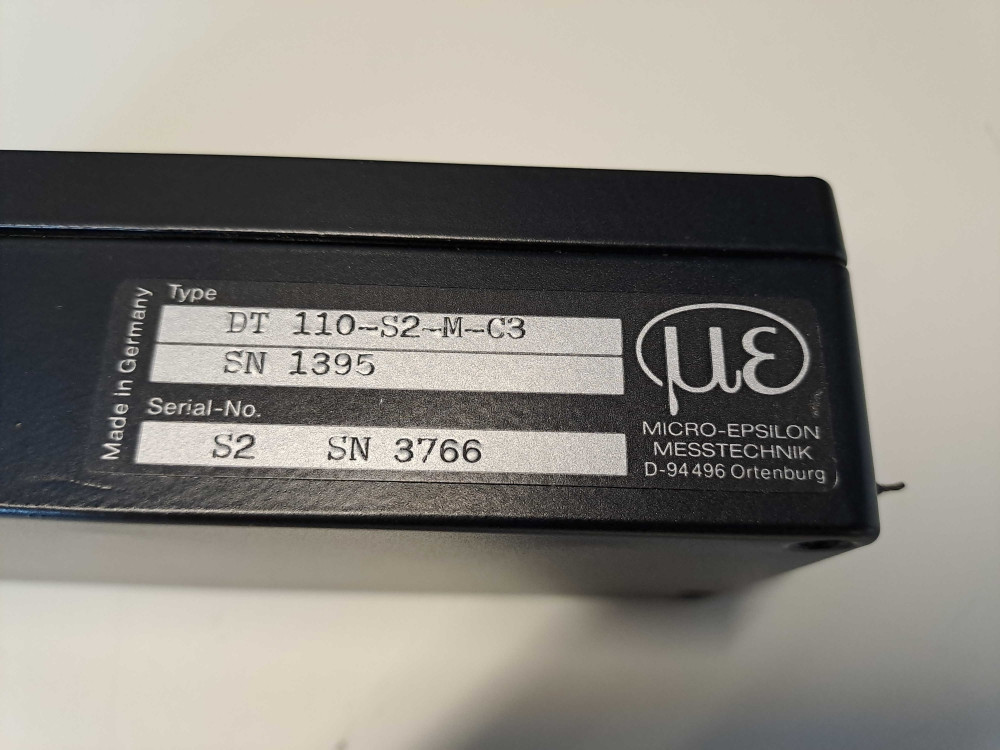 Made in Germany
Type
DT 110-S2-M-C3
SN 1395
Serial-No.
S2 SN 3766
µε
MICRO-EPSILON
MESSTECHNIK
D-94496 Ortenburg